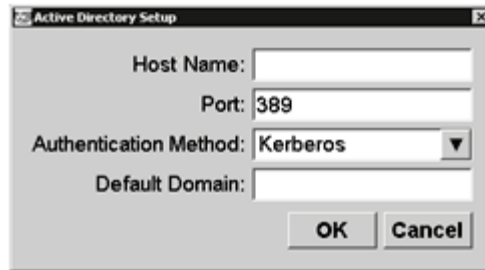 Active Directory Setup
Host Name:
Port: 389
Authentication Method: Kerberos
Default Domain:
OK Cancel